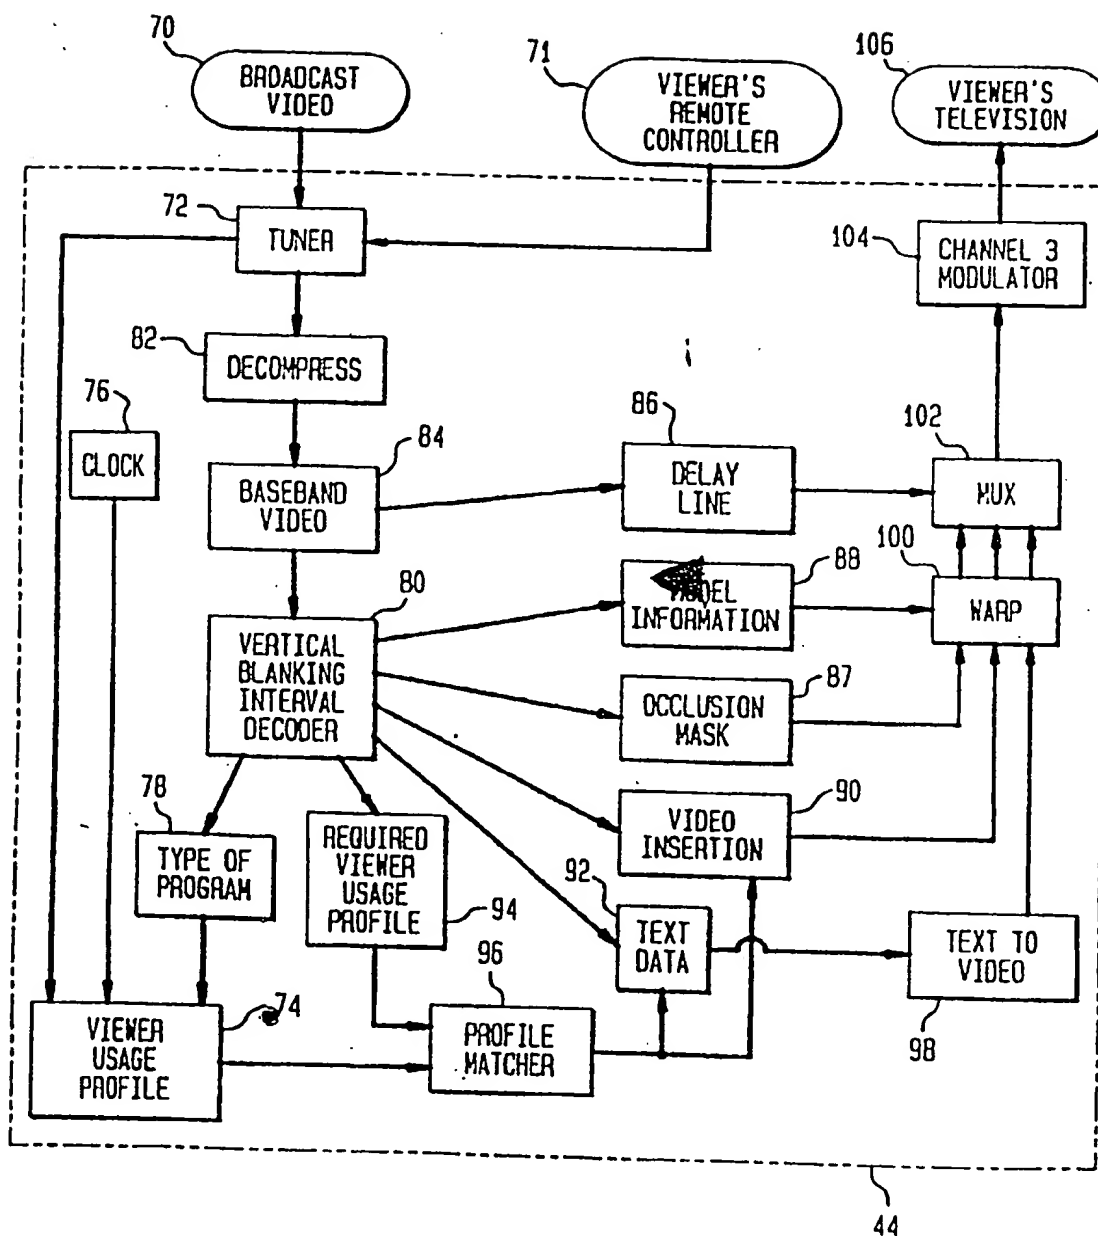 70
BROADCAST
VIDEO
71
VIEWER'S
REMOTE
CONTROLLER
106
VIEWER'S
TELEVISION
72
TUNER
104
CHANNEL 3
MODULATOR
82
DECOMPRESS
76
CLOCK
84
BASEBAND
VIDEO
86
DELAY
LINE
102
MUX
80
VERTICAL
BLANKING
INTERVAL
DECODER
88
MODEL
INFORMATION
100
WARP
87
OCCLUSION
MASK
78
TYPE OF
PROGRAM
REQUIRED
VIEWER
USAGE
PROFILE
94
90
VIDEO
INSERTION
92
TEXT
DATA
TEXT TO
VIDEO
98
74
VIEWER
USAGE
PROFILE
96
PROFILE
MATCHER
44